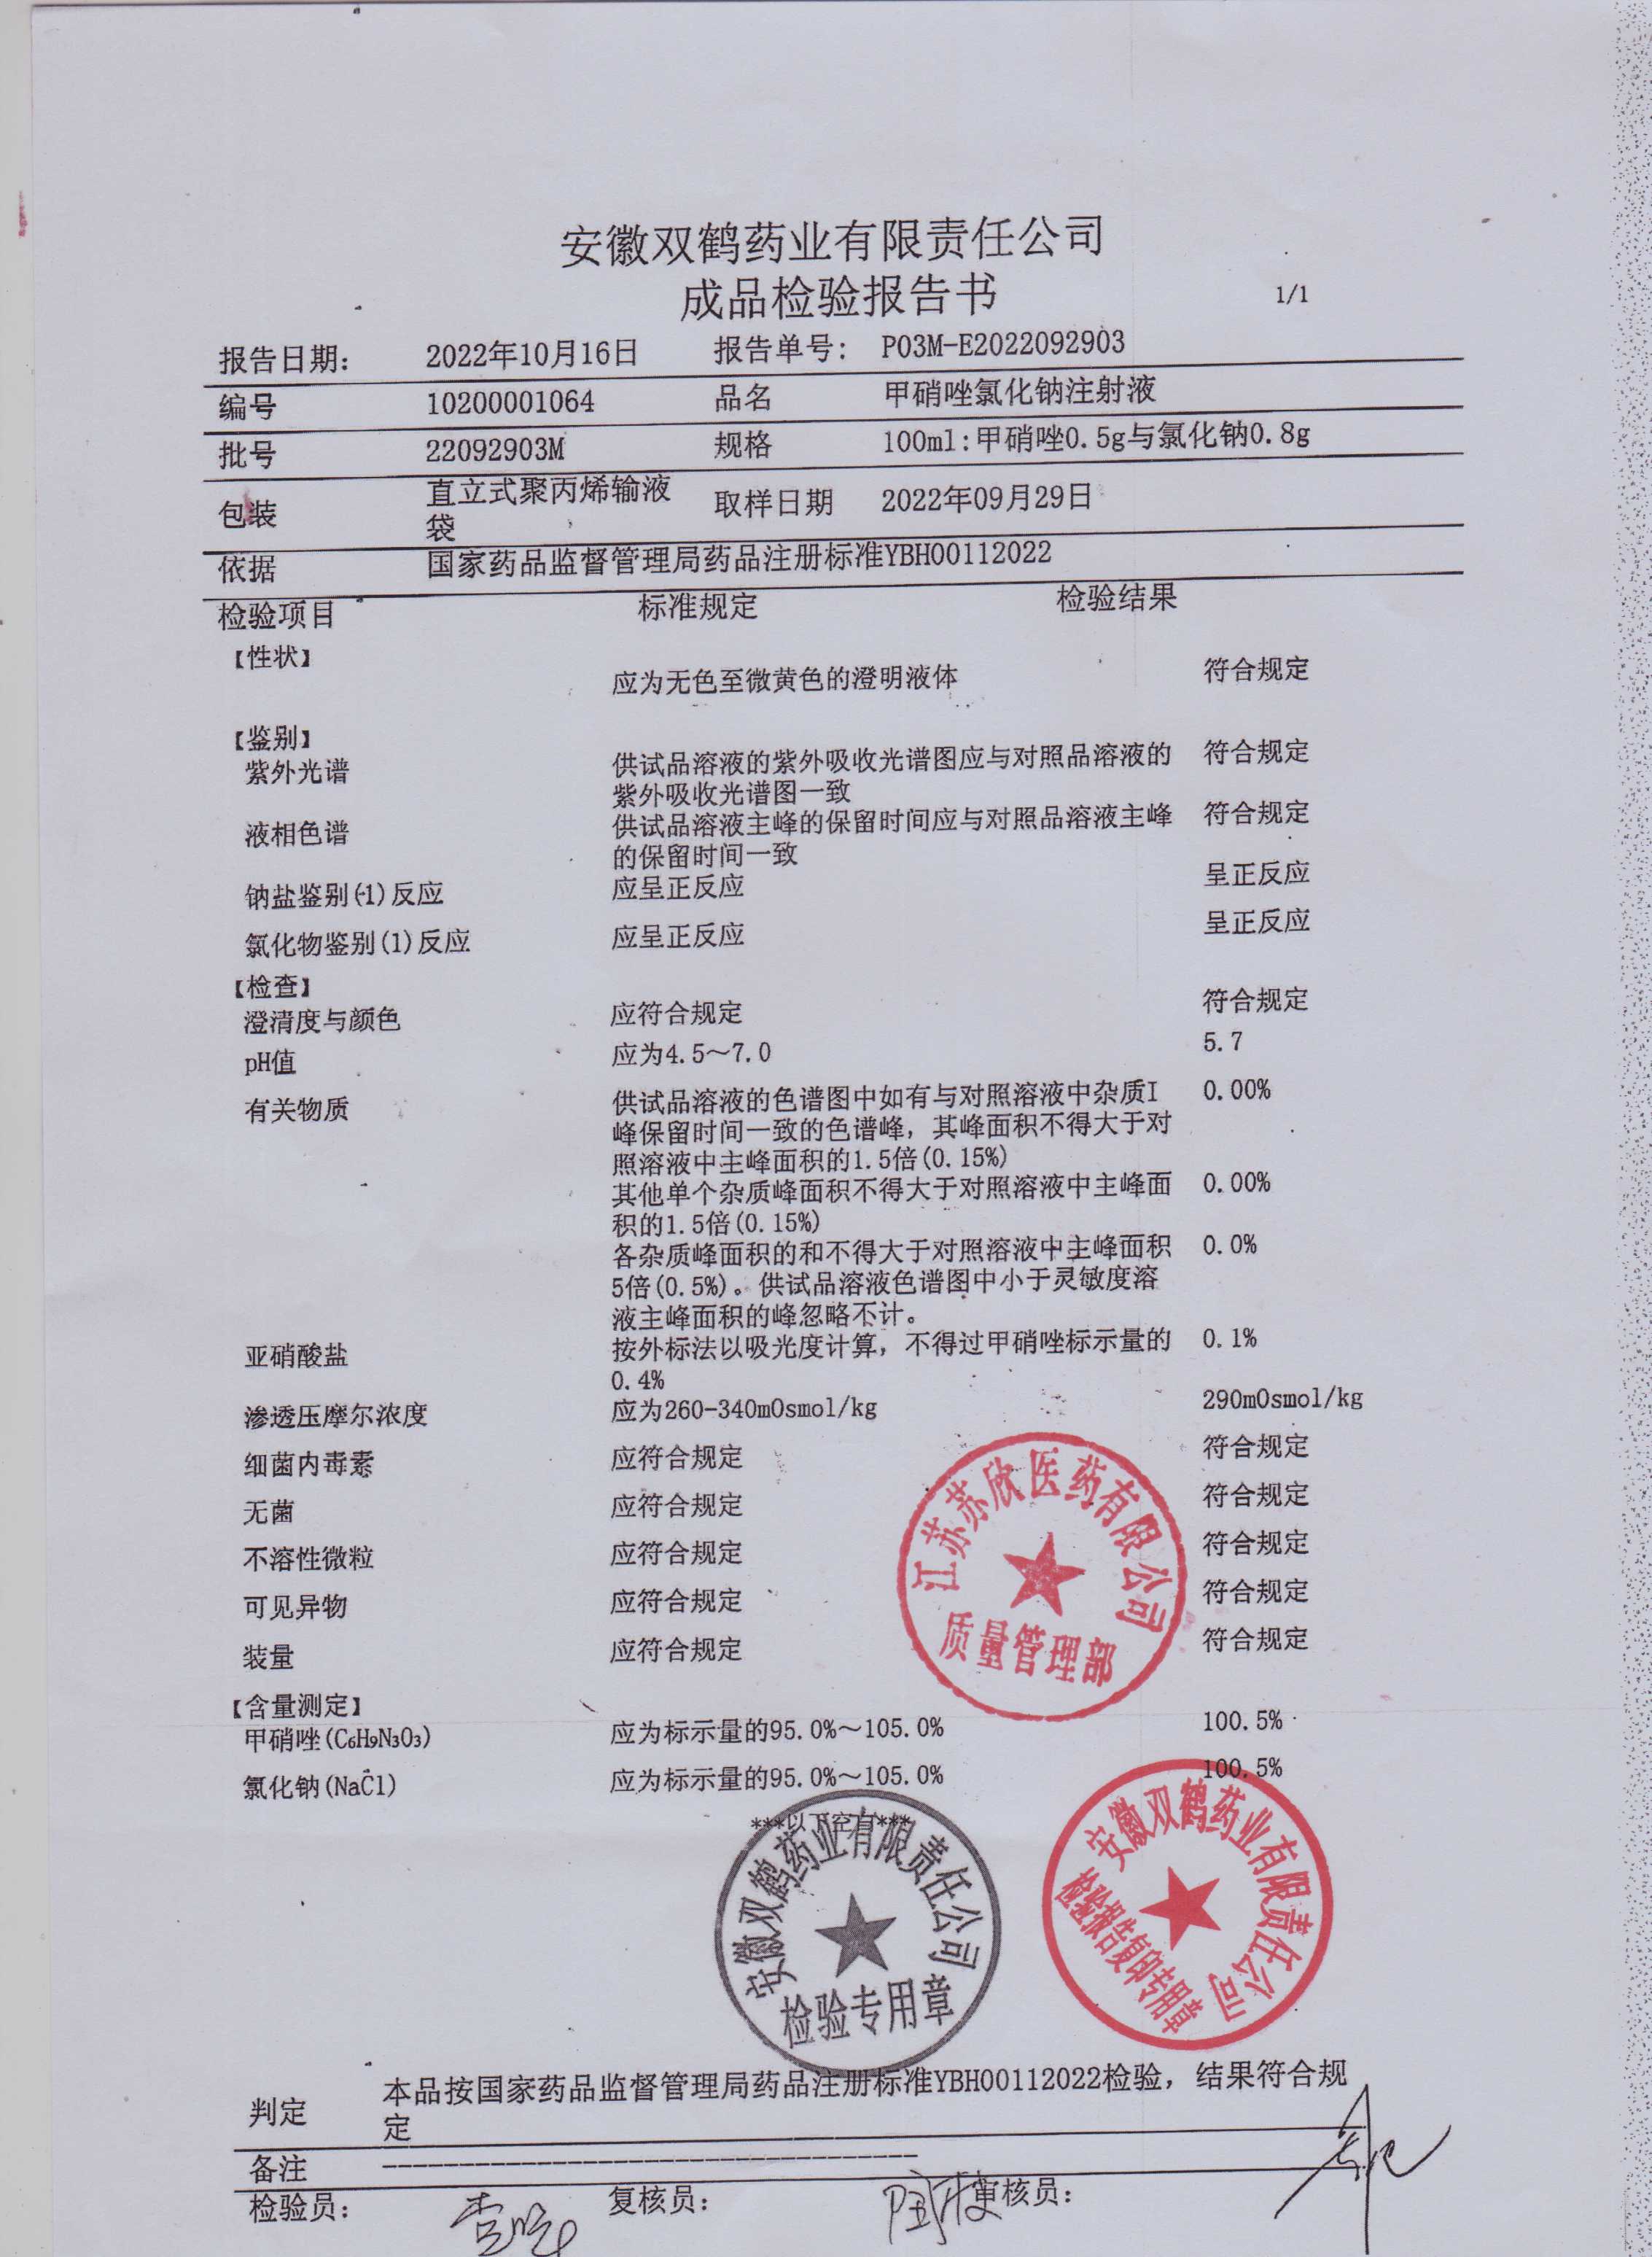 安徽双鹤药业有限责任公司
成品检验报告书 1/1
报告日期: 2022年10月16日 报告单号: P03M-E2022092903
编号 10200001064 品名 甲硝唑氯化钠注射液
批号 22092903M 规格 100ml:甲硝唑0.5g与氯化钠0.8g
包装 直立式聚丙烯输液
袋 取样日期 2022年09月29日
依据 国家药品监督管理局药品注册标准YBH00112022
检验项目 标准规定 检验结果
【性状】
应为无色至微黄色的澄明液体 符合规定
【鉴别】
紫外光谱 供试品溶液的紫外吸收光谱图应与对照品溶液的 符合规定
紫外吸收光谱图一致
液相色谱 供试品溶液主峰的保留时间应与对照品溶液主峰 符合规定
的保留时间一致
钠盐鉴别(1)反应 应呈正反应 呈正反应
氯化物鉴别(1)反应 应呈正反应 呈正反应
【检查】
澄清度与颜色 应符合规定 符合规定
pH值 应为4.5～7.0 5.7
有关物质 供试品溶液的色谱图中如有与对照溶液中杂质I 0.00%
峰保留时间一致的色谱峰，其峰面积不得大于对
照溶液中主峰面积的1.5倍(0.15%)
其他单个杂质峰面积不得大于对照溶液中主峰面 0.00%
积的1.5倍(0.15%)
各杂质峰面积的和不得大于对照溶液中主峰面积 0.0%
5倍(0.5%)。供试品溶液色谱图中小于灵敏度溶
液主峰面积的峰忽略不计。
亚硝酸盐 按外标法以吸光度计算，不得过甲硝唑标示量的 0.1%
0.4%
渗透压摩尔浓度 应为260-340mOsmol/kg 290mOsmol/kg
细菌内毒素 应符合规定 符合规定
无菌 应符合规定 符合规定
不溶性微粒 应符合规定 符合规定
可见异物 应符合规定 符合规定
装量 应符合规定 符合规定
江苏苏欣医药有限公司
质量管理部
【含量测定】
甲硝唑(C₆H₉N₃O₃) 应为标示量的95.0%～105.0% 100.5%
氯化钠(NaCl) 应为标示量的95.0%～105.0% 100.5%
***以下空白***
安徽双鹤药业有限责任公司
检验专用章
安徽双鹤药业有限责任公司
检验报告复印专用章
判定 本品按国家药品监督管理局药品注册标准YBH00112022检验，结果符合规
定
备注 ------------------------------------
检验员: 复核员: 审核员: